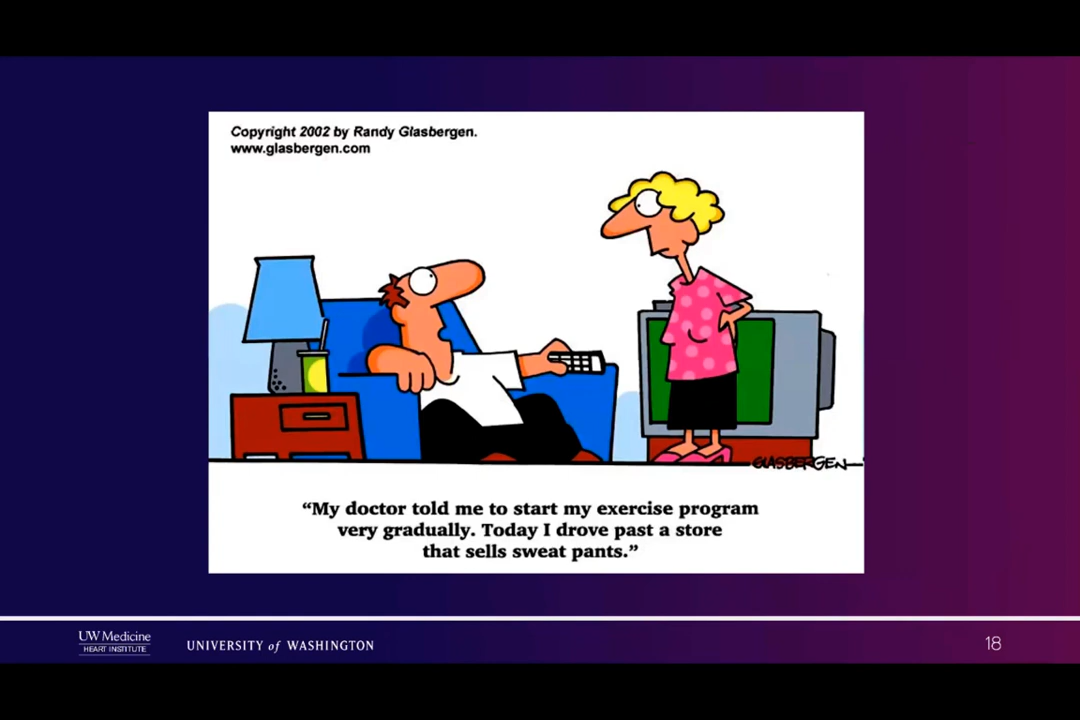 Copyright 2002 by Randy Glasbergen.
www.glasbergen.com
GLASBERGEN
“My doctor told me to start my exercise program
very gradually. Today I drove past a store
that sells sweat pants.”
UW Medicine
HEART INSTITUTE
UNIVERSITY of WASHINGTON
18